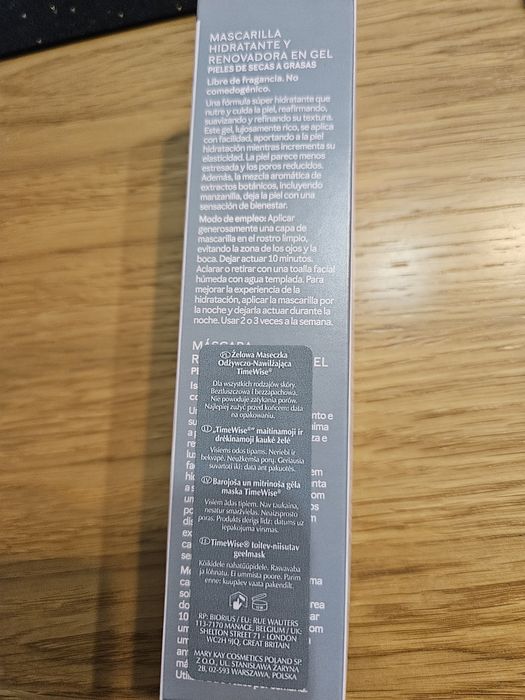 MASCARILLA
HIDRATANTE Y
RENOVADORA EN GEL
PIELES DE SECAS A GRASAS
Libre de fragancia. No
comedogénico.
Una fórmula súper hidratante que
nutre y cuida la piel, reafirmando,
suavizando y refinando su textura.
Este gel, lujosamente rico, se aplica
con facilidad, aportando a la piel
hidratación mientras incrementa su
elasticidad. La piel parece menos
estresada y los poros reducidos.
Además, la mezcla aromática de
extractos botánicos, incluyendo
manzanilla, deja la piel con una
sensación de bienestar.
Modo de empleo: Aplicar
generosamente una capa de
mascarilla en el rostro limpio,
evitando la zona de los ojos y la
boca. Dejar actuar 10 minutos.
Aclarar o retirar con una toalla facial
húmeda con agua templada. Para
mejorar la experiencia de la
hidratación, aplicar la mascarilla por
la noche y dejarla actuar durante la
noche. Usar 2 o 3 veces a la semana.
PL Żelowa Maseczka
Odżywczo-Nawilżająca
TimeWise®
Dla wszystkich rodzajów skóry.
Beztłuszczowa i bezzapachowa.
Nie powoduje zatykania porów.
Najlepiej zużyć przed końcem: data
na opakowaniu.
LT „TimeWise®" maitinamoji ir
drėkinamoji kaukė želė
Visiems odos tipams. Neriebi ir
bekvapė. Neužkemša porų. Geriausia
suvartoti iki: data ant pakuotės.
LV Barojoša un mitrinoša gēla
maska TimeWise®
Visiem ādas tipiem. Nav taukaina,
nesatur smaržvielas. Neaizsprosto
poras. Produkts derīgs līdz: datums uz
iepakojuma virsmas.
TimeWise® toitev-niisutav
geelmask
Kõikidele nahatüüpidele. Rasvavaba
ja lõhnatu. Ei ummista poore. Parim
enne: kuupäev vaata pakendilt.
RP: BIORIUS / EU: RUE WAUTERS
113-7170 MANAGE, BELGIUM / UK:
SHELTON STREET 71 - LONDON
WC2H 9JQ, GREAT BRITAIN
MARY KAY COSMETICS POLAND SP.
Z O.O., UL. STANISŁAWA ŻARYNA
2B, 02-593 WARSZAWA, POLSKA